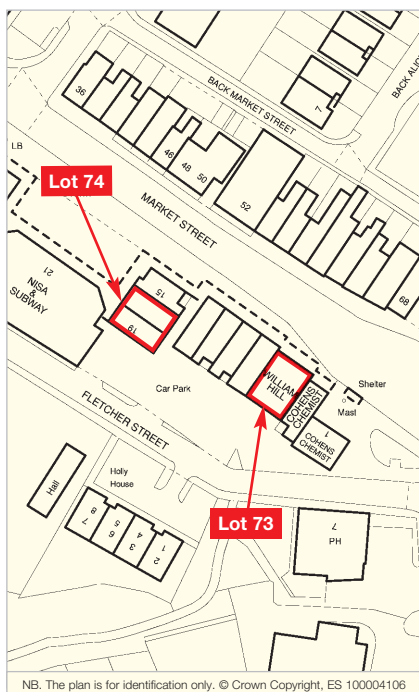 BACK MARKET STREET
BACK ALIC
7
36
46
48
50
52
69
LB
Lot 74
MARKET STREET
21
NISA
&
SUBWAY
15
19
Car Park
WILLIAM
HILL
COHENS
CHEMIST
1
COHENS
CHEMIST
Shelter
Mast
FLETCHER STREET
Holly
House
Hall
8
7
6
5
4
3
2
1
Lot 73
7
PH
NB. The plan is for identification only. © Crown Copyright, ES 100004106